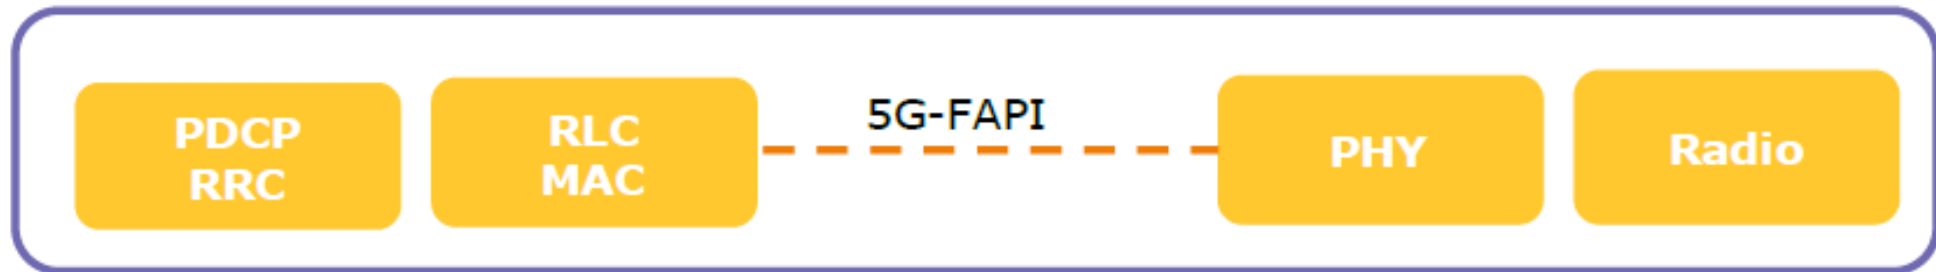 PDCP
RRC
RLC
MAC
5G-FAPI
PHY
Radio